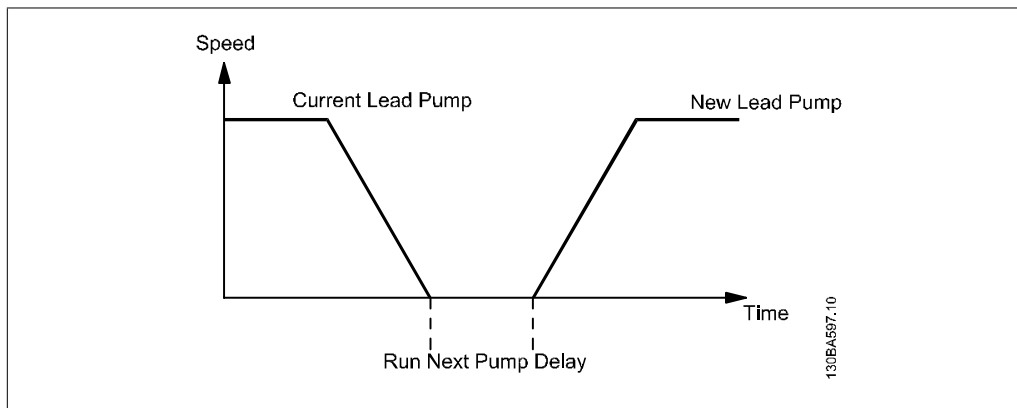 Speed
Current Lead Pump
New Lead Pump
Time
Run Next Pump Delay
130BA597.10